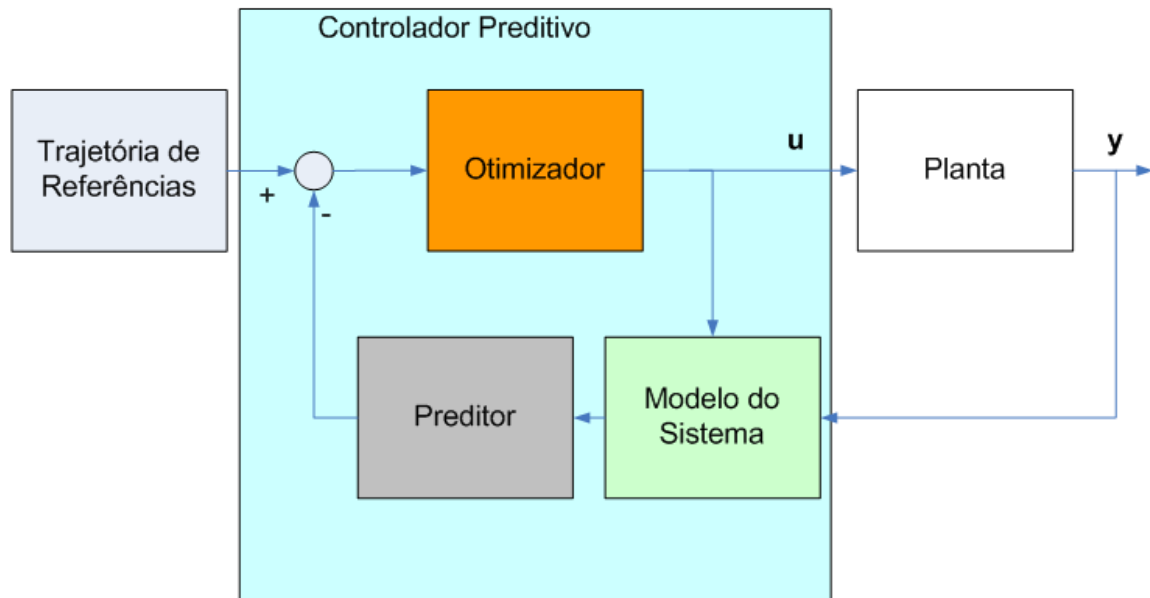 Controlador Preditivo
Trajetória de
Referências
+
-
Otimizador
u
Planta
y
Preditor
Modelo do
Sistema